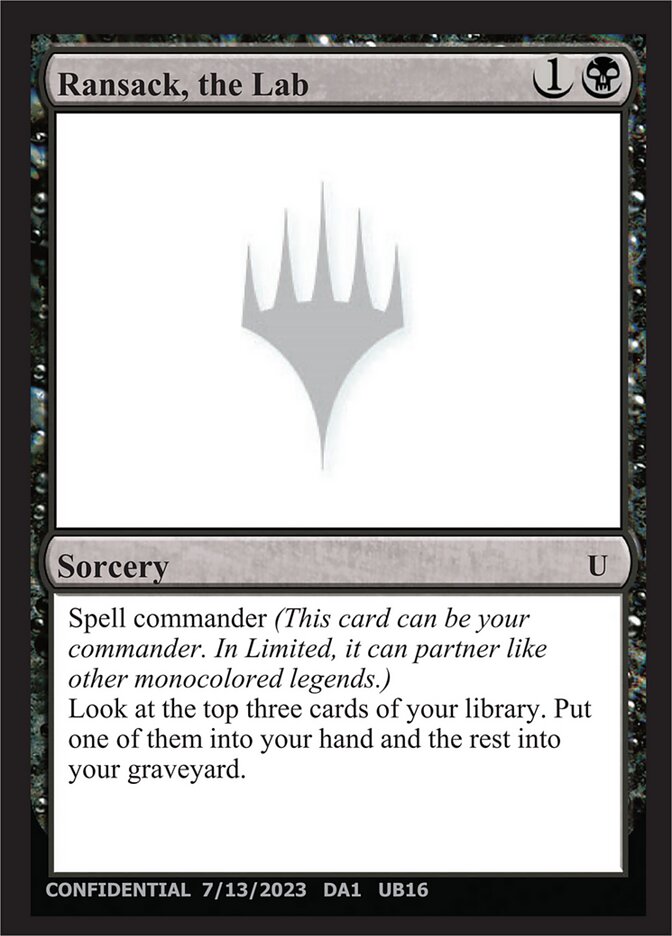 Ransack, the Lab 1
Sorcery U
Spell commander (This card can be your
commander. In Limited, it can partner like
other monocolored legends.)
Look at the top three cards of your library. Put
one of them into your hand and the rest into
your graveyard.
CONFIDENTIAL 7/13/2023 DA1 UB16